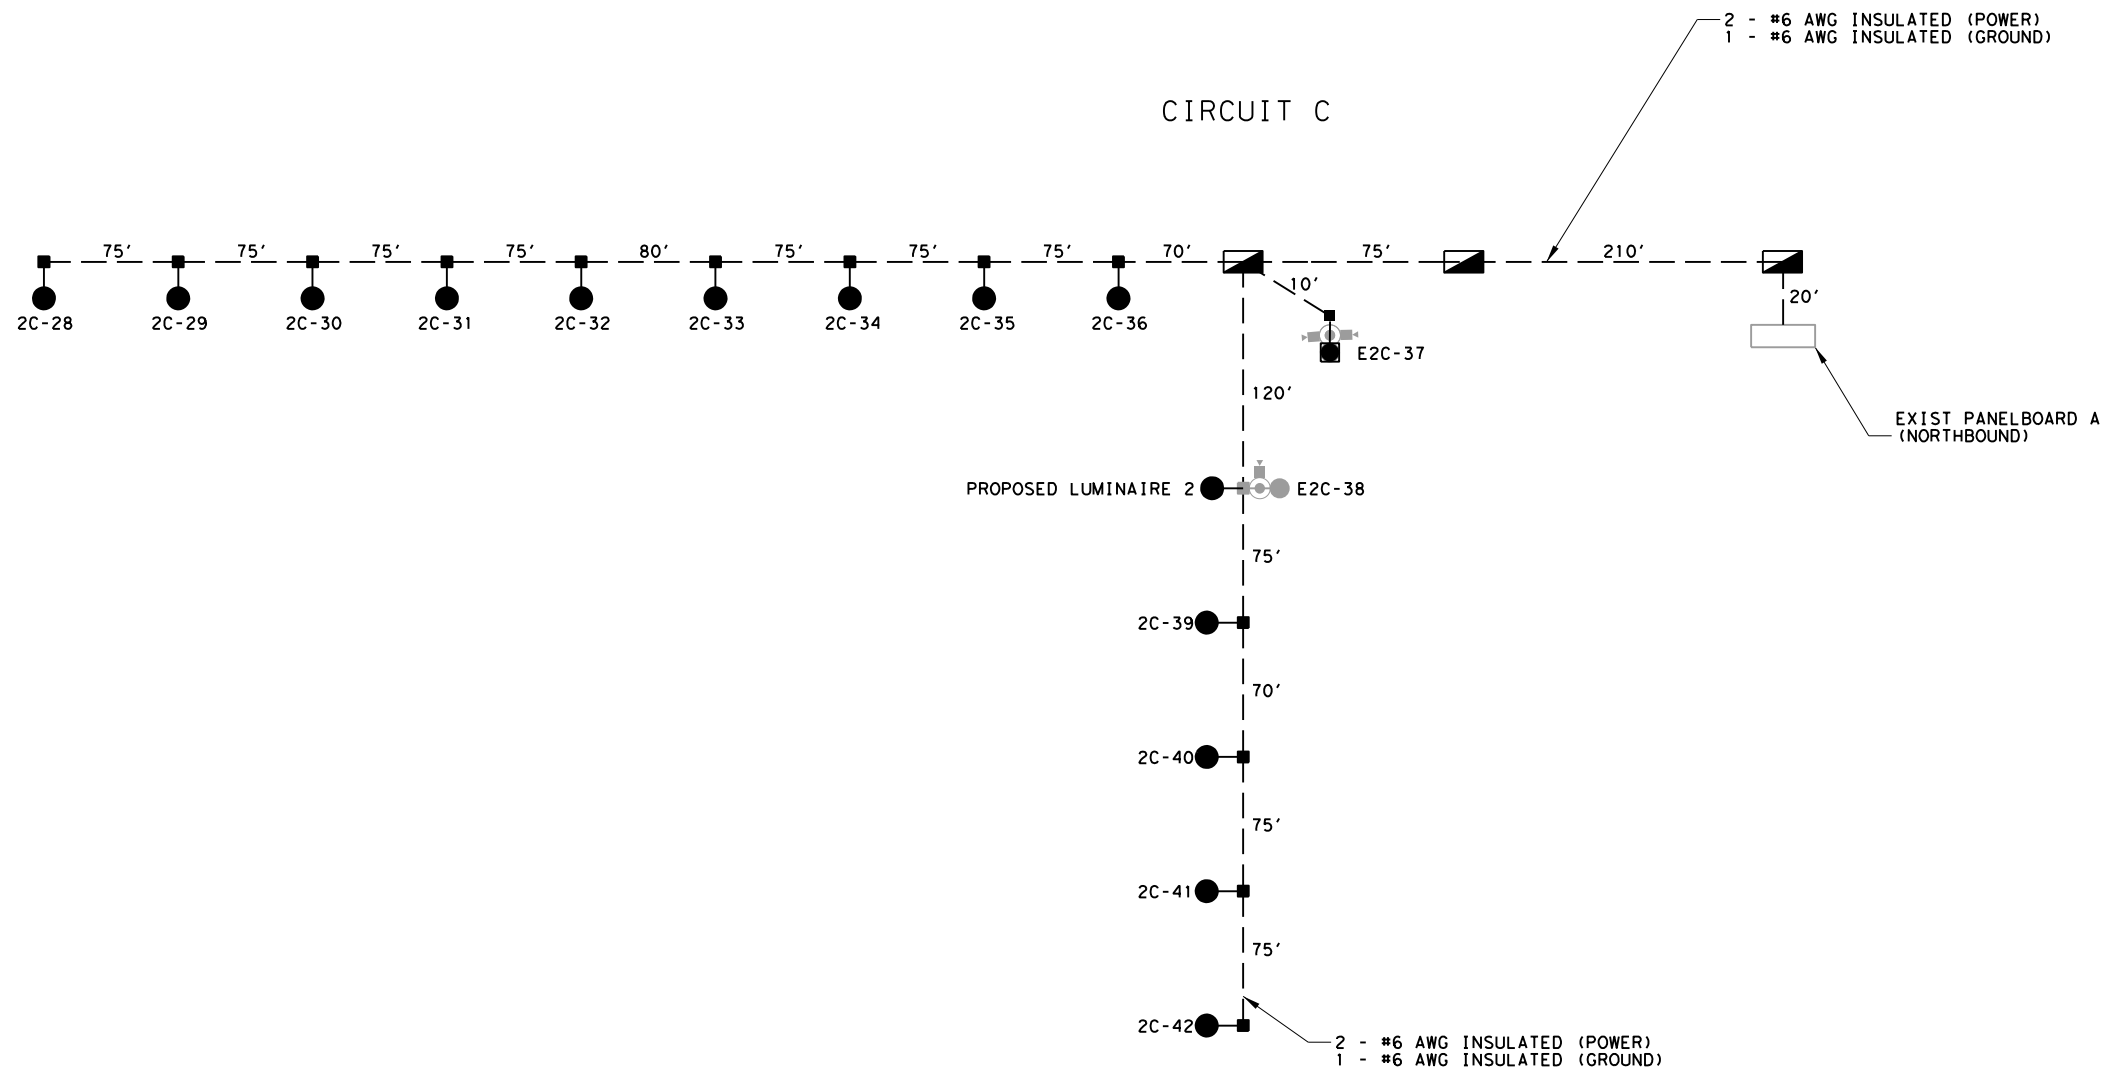 2 - #6 AWG INSULATED (POWER)
1 - #6 AWG INSULATED (GROUND)
CIRCUIT C
75' 75' 75' 75' 80' 75' 75' 75' 70' 75' 210'
10'
20'
2C-28 2C-29 2C-30 2C-31 2C-32 2C-33 2C-34 2C-35 2C-36
E2C-37
120'
EXIST PANELBOARD A
(NORTHBOUND)
PROPOSED LUMINAIRE 2 E2C-38
75'
2C-39
70'
2C-40
75'
2C-41
75'
2C-42
2 - #6 AWG INSULATED (POWER)
1 - #6 AWG INSULATED (GROUND)